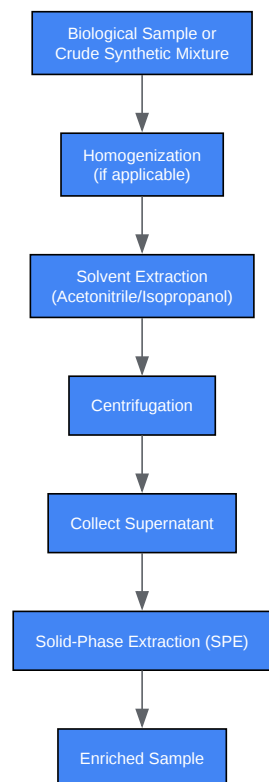 Biological Sample or
Crude Synthetic Mixture
Homogenization
(if applicable)
Solvent Extraction
(Acetonitrile/Isopropanol)
Centrifugation
Collect Supernatant
Solid-Phase Extraction (SPE)
Enriched Sample